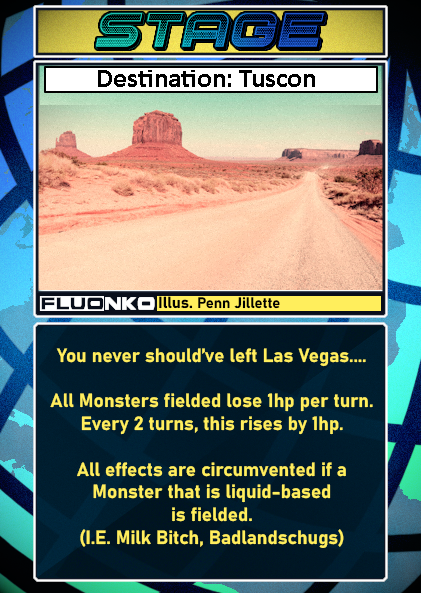 STAGE
Destination: Tuscon
FLUONKO Illus. Penn Jillette
You never should've left Las Vegas....
All Monsters fielded lose 1hp per turn.
Every 2 turns, this rises by 1hp.
All effects are circumvented if a
Monster that is liquid-based
is fielded.
(I.E. Milk Bitch, Badlandschugs)